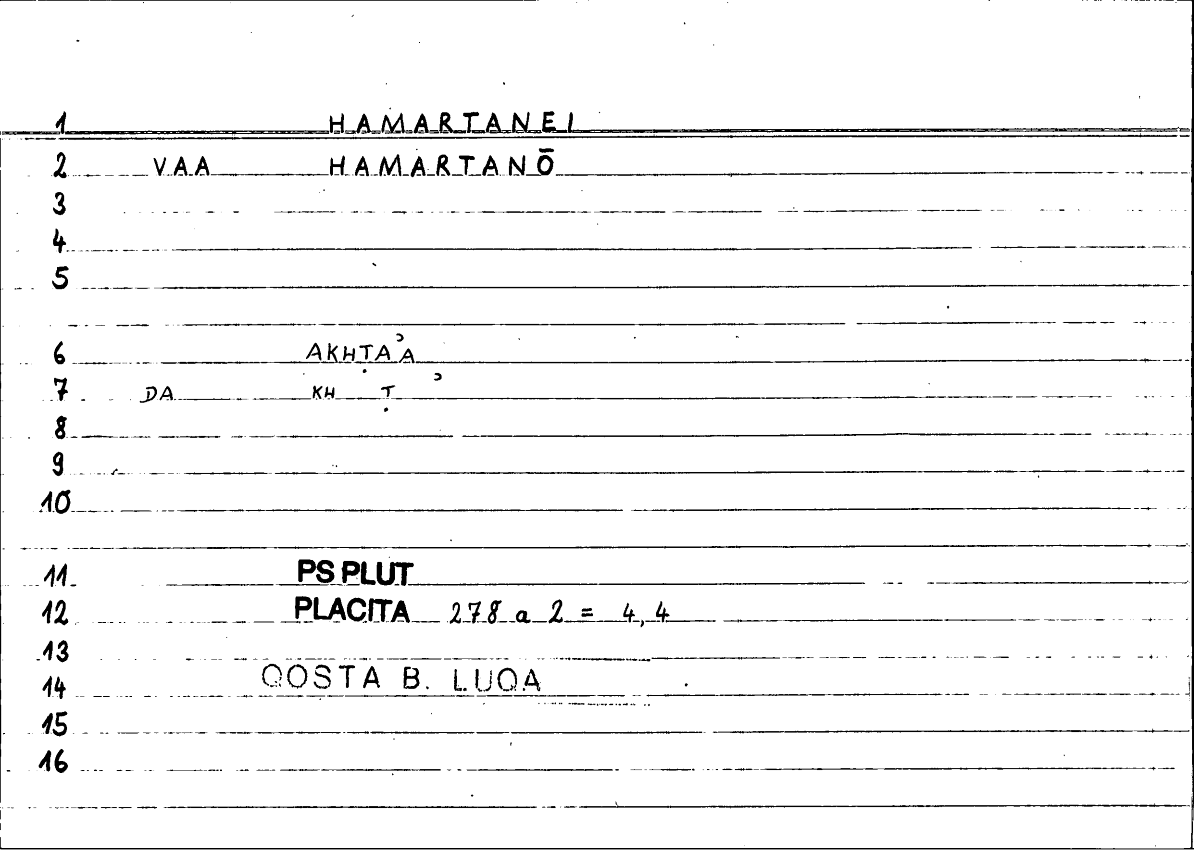 1 HAMARTANEI
2 VAA HAMARTANŌ
3
4
5
6 AKHṬAʾA
7 DA KH Ṭ ʾ
8
9
10
11 PS PLUT
12 PLACITA 278 a 2 = 4,4
13
14 QOSTA B. LUQA
15
16